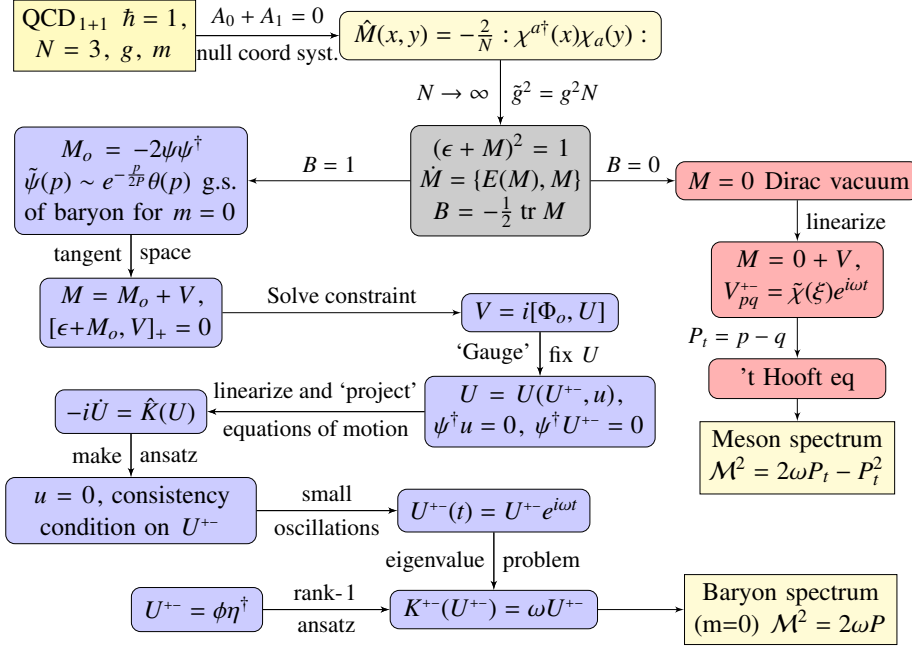 QCD₁₊₁ ℏ = 1,
N = 3, g, m
A₀ + A₁ = 0
null coord syst.
M̂(x, y) = −2/N : χ^{a†}(x)χ_a(y) :
N → ∞ g̃² = g²N
(ϵ + M)² = 1
Ṁ = {E(M), M}
B = −½ tr M
B = 1
B = 0
M_o = −2ψψ†
ψ̃(p) ∼ e^{−p/2P}θ(p) g.s.
of baryon for m = 0
M = 0 Dirac vacuum
linearize
tangent space
M = 0 + V,
V^{+-}_{pq} = χ̃(ξ)e^{iωt}
M = M_o + V,
[ϵ+M_o, V]₊ = 0
Solve constraint
V = i[Φ_o, U]
P_t = p − q
't Hooft eq
‘Gauge’ fix U
linearize and ‘project’
equations of motion
U = U(U^{+-}, u),
ψ†u = 0, ψ†U^{+-} = 0
−iU̇ = K̂(U)
Meson spectrum
ℳ² = 2ωP_t − P_t²
make ansatz
u = 0, consistency
condition on U^{+-}
small
oscillations
U^{+-}(t) = U^{+-}e^{iωt}
eigenvalue problem
U^{+-} = ϕη†
rank-1
ansatz
K^{+-}(U^{+-}) = ωU^{+-}
Baryon spectrum
(m=0) ℳ² = 2ωP